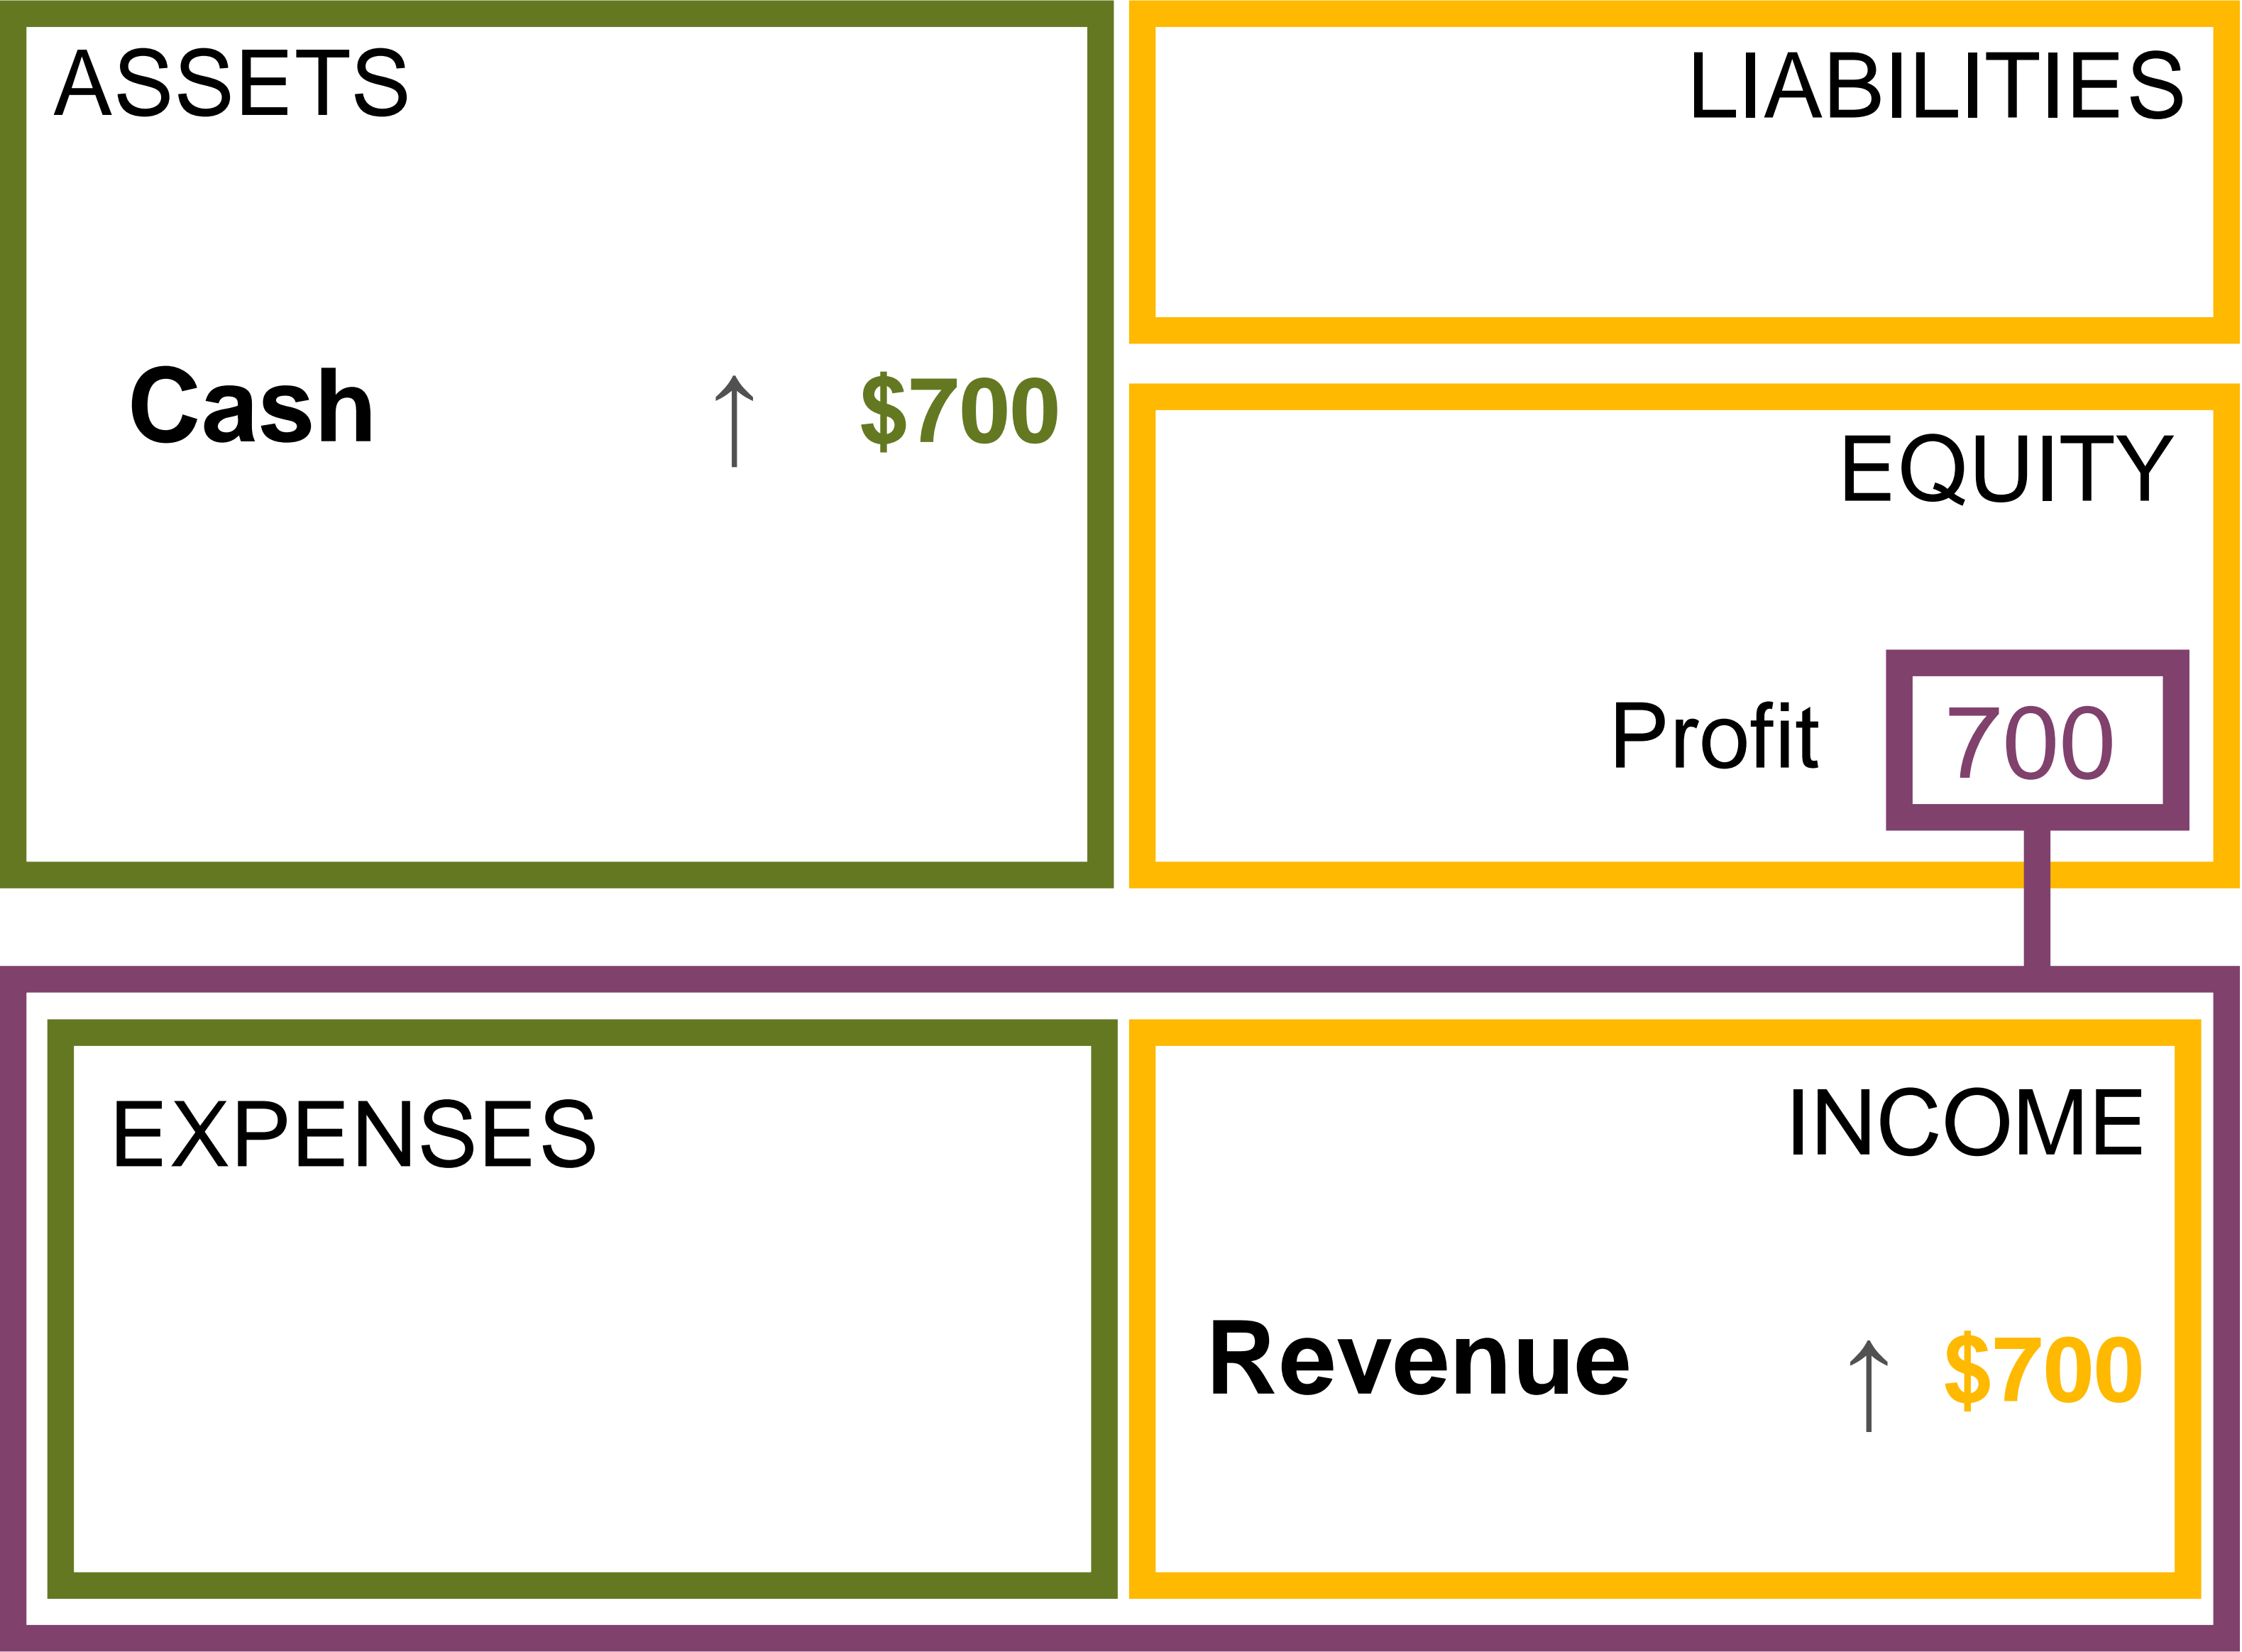 ASSETS
Cash ↑ $700
LIABILITIES
EQUITY
Profit 700
EXPENSES
INCOME
Revenue ↑ $700